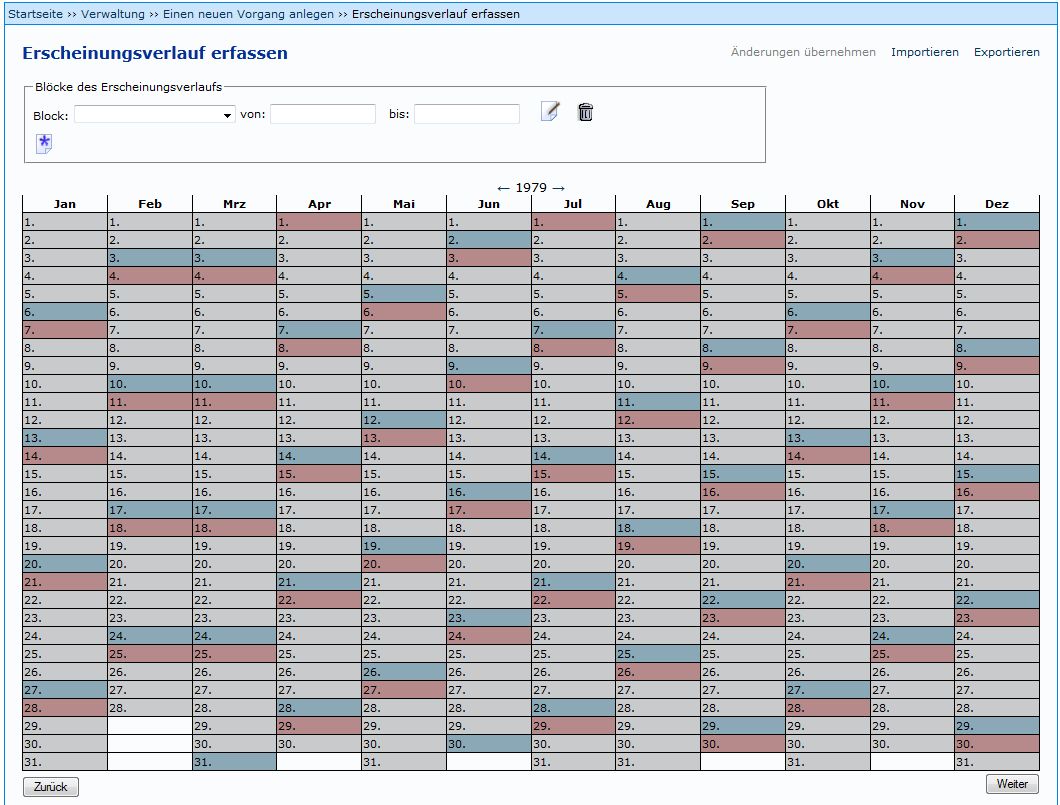 Startseite ›› Verwaltung ›› Einen neuen Vorgang anlegen ›› Erscheinungsverlauf erfassen
Erscheinungsverlauf erfassen Änderungen übernehmen Importieren Exportieren
Blöcke des Erscheinungsverlaufs
Block: von: bis:
← 1979 →
Jan Feb Mrz Apr Mai Jun Jul Aug Sep Okt Nov Dez
1. 1. 1. 1. 1. 1. 1. 1. 1. 1. 1. 1.
2. 2. 2. 2. 2. 2. 2. 2. 2. 2. 2. 2.
3. 3. 3. 3. 3. 3. 3. 3. 3. 3. 3. 3.
4. 4. 4. 4. 4. 4. 4. 4. 4. 4. 4. 4.
5. 5. 5. 5. 5. 5. 5. 5. 5. 5. 5. 5.
6. 6. 6. 6. 6. 6. 6. 6. 6. 6. 6. 6.
7. 7. 7. 7. 7. 7. 7. 7. 7. 7. 7. 7.
8. 8. 8. 8. 8. 8. 8. 8. 8. 8. 8. 8.
9. 9. 9. 9. 9. 9. 9. 9. 9. 9. 9. 9.
10. 10. 10. 10. 10. 10. 10. 10. 10. 10. 10. 10.
11. 11. 11. 11. 11. 11. 11. 11. 11. 11. 11. 11.
12. 12. 12. 12. 12. 12. 12. 12. 12. 12. 12. 12.
13. 13. 13. 13. 13. 13. 13. 13. 13. 13. 13. 13.
14. 14. 14. 14. 14. 14. 14. 14. 14. 14. 14. 14.
15. 15. 15. 15. 15. 15. 15. 15. 15. 15. 15. 15.
16. 16. 16. 16. 16. 16. 16. 16. 16. 16. 16. 16.
17. 17. 17. 17. 17. 17. 17. 17. 17. 17. 17. 17.
18. 18. 18. 18. 18. 18. 18. 18. 18. 18. 18. 18.
19. 19. 19. 19. 19. 19. 19. 19. 19. 19. 19. 19.
20. 20. 20. 20. 20. 20. 20. 20. 20. 20. 20. 20.
21. 21. 21. 21. 21. 21. 21. 21. 21. 21. 21. 21.
22. 22. 22. 22. 22. 22. 22. 22. 22. 22. 22. 22.
23. 23. 23. 23. 23. 23. 23. 23. 23. 23. 23. 23.
24. 24. 24. 24. 24. 24. 24. 24. 24. 24. 24. 24.
25. 25. 25. 25. 25. 25. 25. 25. 25. 25. 25. 25.
26. 26. 26. 26. 26. 26. 26. 26. 26. 26. 26. 26.
27. 27. 27. 27. 27. 27. 27. 27. 27. 27. 27. 27.
28. 28. 28. 28. 28. 28. 28. 28. 28. 28. 28. 28.
29. 29. 29. 29. 29. 29. 29. 29. 29. 29. 29.
30. 30. 30. 30. 30. 30. 30. 30. 30. 30. 30.
31. 31. 31. 31. 31. 31. 31.
Zurück Weiter